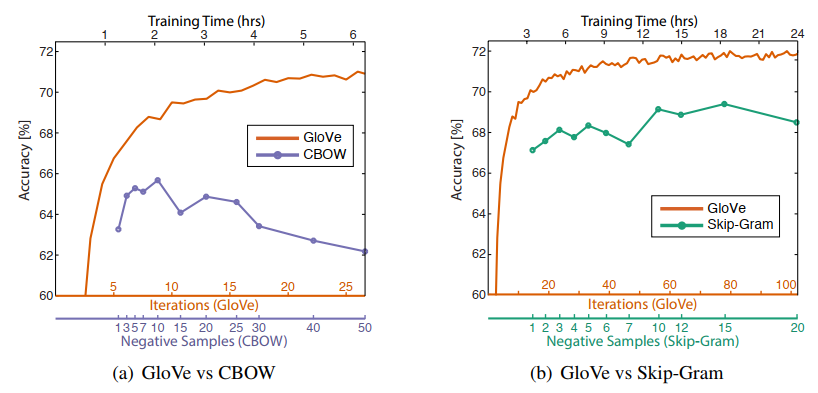 Training Time (hrs)
1 2 3 4 5 6
72
70
68
66
64
62
60
Accuracy [%]
GloVe
CBOW
5 10 15 20 25
Iterations (GloVe)
1 3 5 7 10 15 20 25 30 40 50
Negative Samples (CBOW)
(a) GloVe vs CBOW
Training Time (hrs)
3 6 9 12 15 18 21 24
72
70
68
66
64
62
60
Accuracy [%]
GloVe
Skip-Gram
20 40 60 80 100
Iterations (GloVe)
1 2 3 4 5 6 7 10 12 15 20
Negative Samples (Skip-Gram)
(b) GloVe vs Skip-Gram